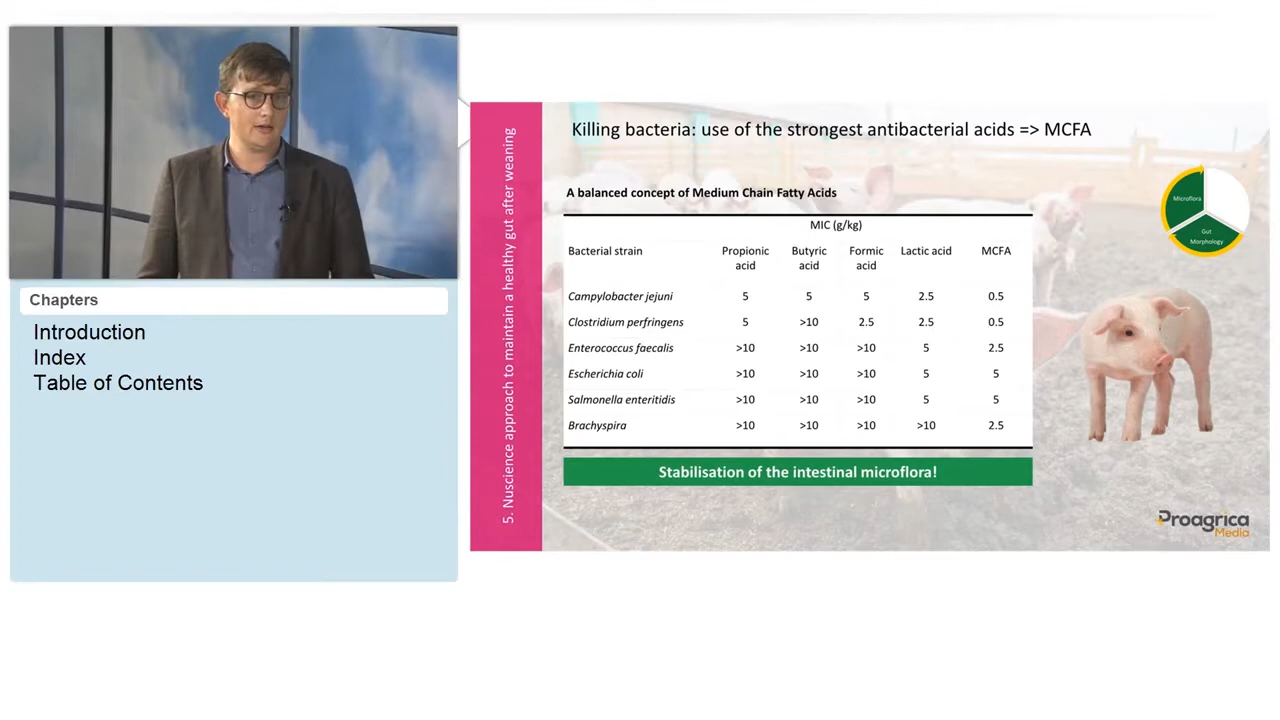 Chapters
Introduction
Index
Table of Contents
5. Nuscience approach to maintain a healthy gut after weaning
Killing bacteria: use of the strongest antibacterial acids => MCFA
Microflora
Gut
Morphology
A balanced concept of Medium Chain Fatty Acids
MIC (g/kg)
Bacterial strain Propionic acid Butyric acid Formic acid Lactic acid MCFA
Campylobacter jejuni 5 5 5 2.5 0.5
Clostridium perfringens 5 >10 2.5 2.5 0.5
Enterococcus faecalis >10 >10 >10 5 2.5
Escherichia coli >10 >10 >10 5 5
Salmonella enteritidis >10 >10 >10 5 5
Brachyspira >10 >10 >10 >10 2.5
Stabilisation of the intestinal microflora!
Proagrica
Media